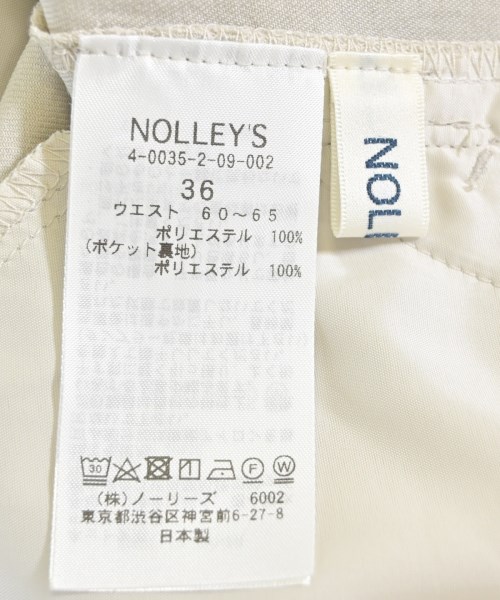 NOLLEY'S
4-0035-2-09-002
36
ウエスト 60～65
ポリエステル 100%
(ポケット裏地)
ポリエステル 100%
30
F W
(株)ノーリーズ 6002
東京都渋谷区神宮前6-27-8
日本製
NOL